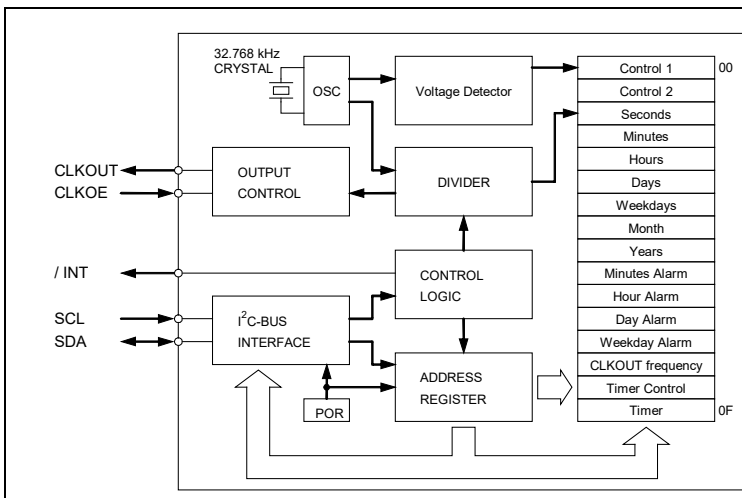 32.768 kHz
CRYSTAL
OSC
Voltage Detector
CLKOUT
CLKOE
OUTPUT
CONTROL
DIVIDER
/ INT
CONTROL
LOGIC
SCL
SDA
I²C-BUS
INTERFACE
ADDRESS
REGISTER
POR
Control 1
00
Control 2
Seconds
Minutes
Hours
Days
Weekdays
Month
Years
Minutes Alarm
Hour Alarm
Day Alarm
Weekday Alarm
CLKOUT frequency
Timer Control
Timer
0F